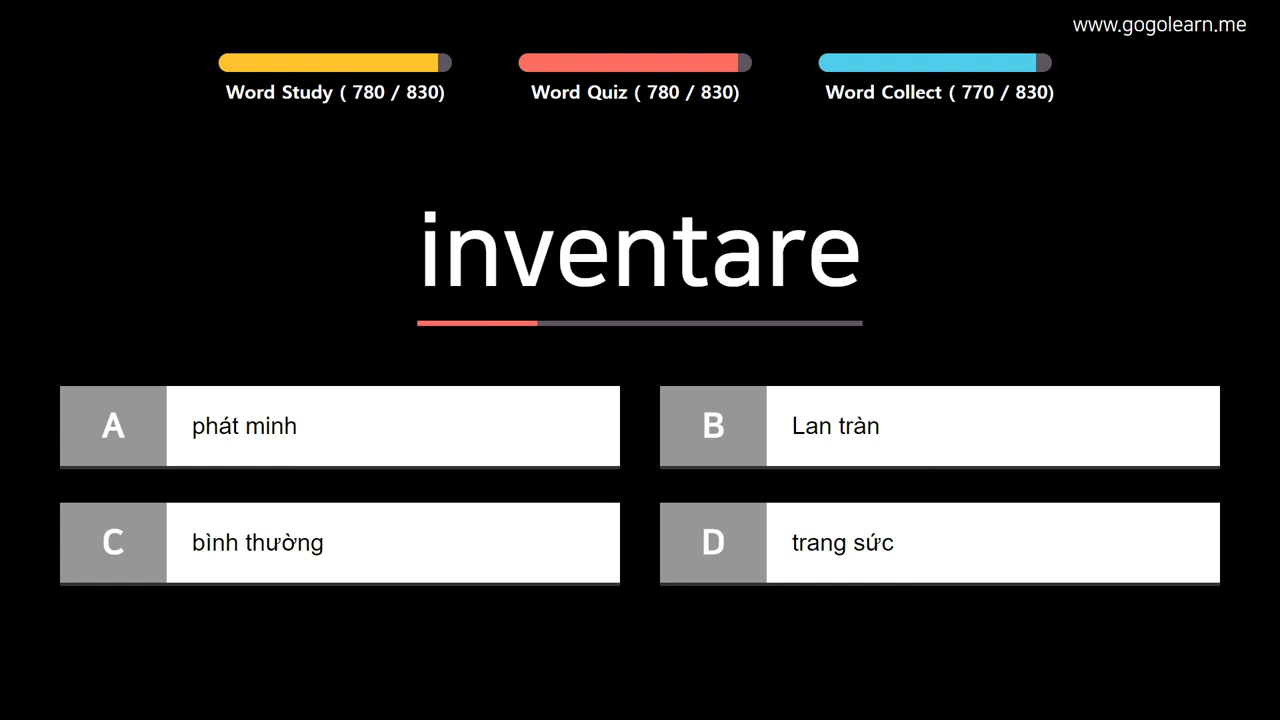 www.gogolearn.me
Word Study ( 780 / 830)
Word Quiz ( 780 / 830)
Word Collect ( 770 / 830)
inventare
A phát minh
B Lan tràn
C bình thường
D trang sức